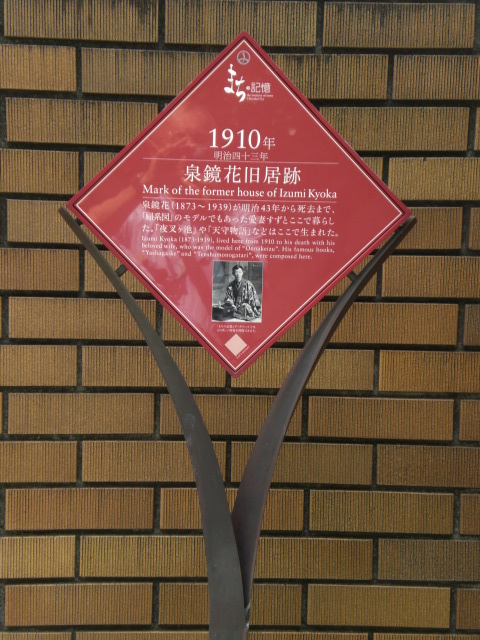 まちの記憶
1910年
明治四十三年
泉鏡花旧居跡
Mark of the former house of Izumi Kyoka
泉鏡花(1873〜1939)が明治43年から死去まで、
「婦系図」のモデルでもあった愛妻すずとここで暮らし
た。「夜叉ヶ池」や「天守物語」などはここで生まれた。
Izumi Kyoka (1873-1939), lived here from 1910 to his death with his
beloved wife, who was the model of "Onnakeizu". His famous books,
"Yashagaike" and "Tenshumonogatari", were composed here.